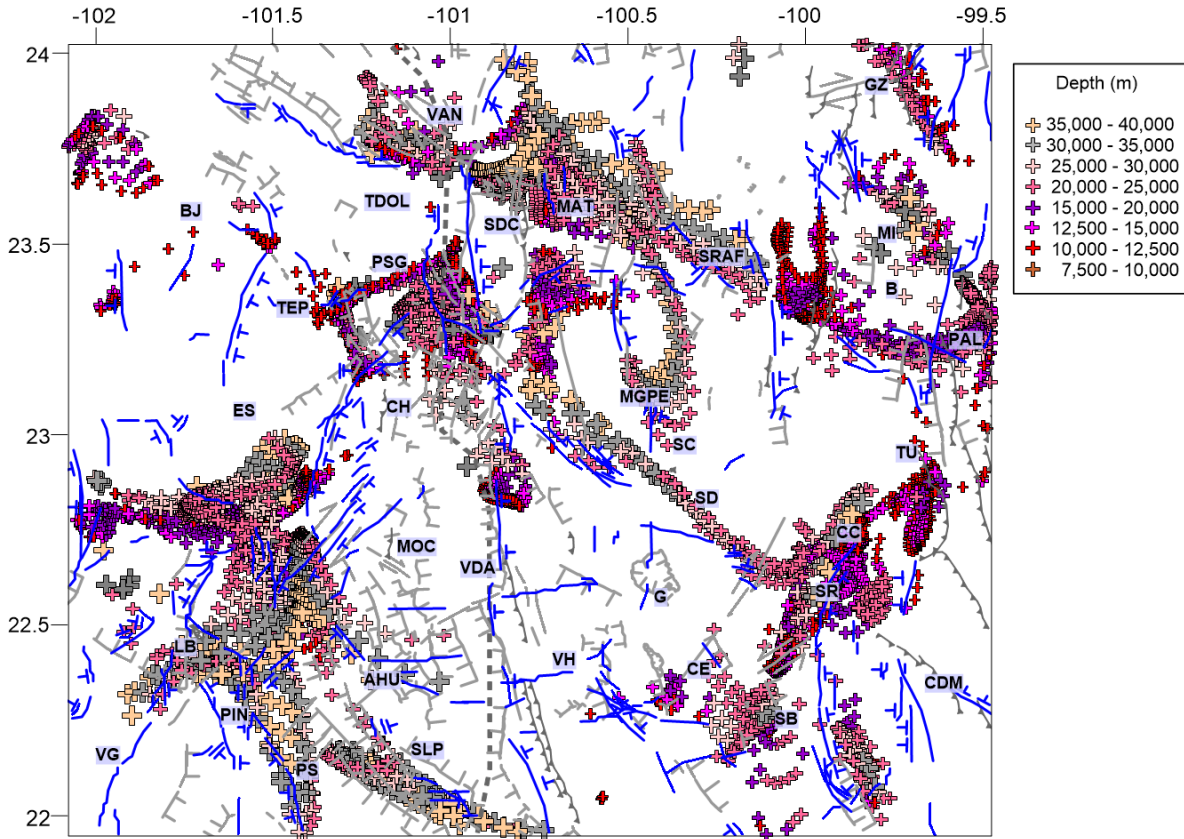 -102 -101.5 -101 -100.5 -100 -99.5
24
23.5
23
22.5
22
Depth (m)
35,000 - 40,000
30,000 - 35,000
25,000 - 30,000
20,000 - 25,000
15,000 - 20,000
12,500 - 15,000
10,000 - 12,500
7,500 - 10,000
GZ
VAN
TDOL
MAT
BJ
SDC
MI
PSG
SRAF
B
TEP
PAL
MGPE
ES
CH
SC
TU
SD
CC
MOC
VDA
SR
G
LB
VH
CE
AHU
CDM
PIN
SB
VG
SLP
PS